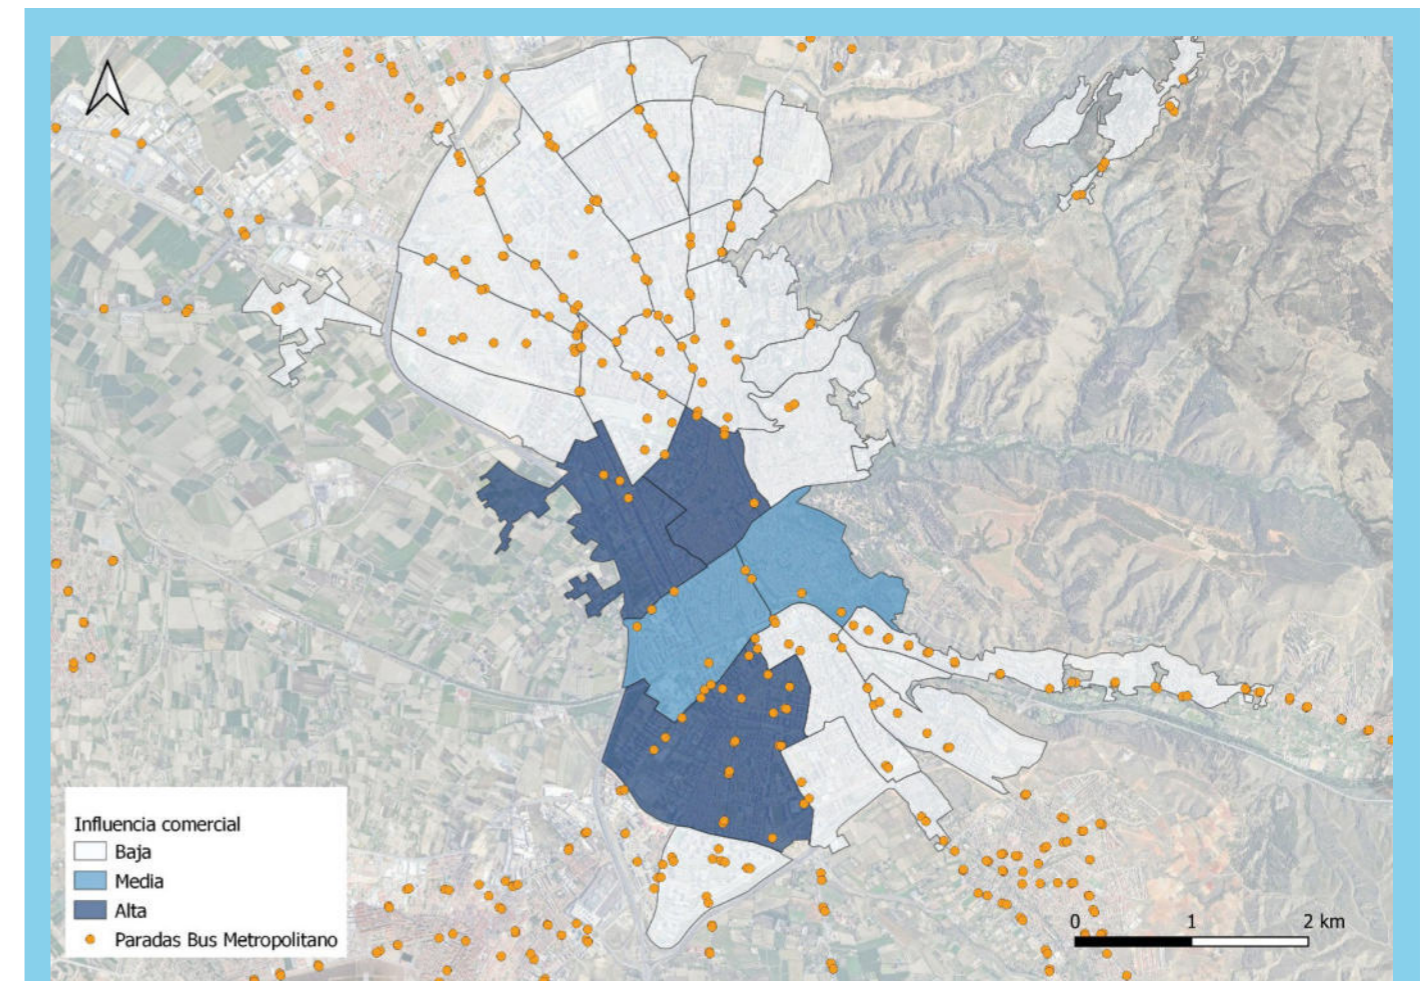 Influencia comercial
Baja
Media
Alta
Paradas Bus Metropolitano
0 1 2 km